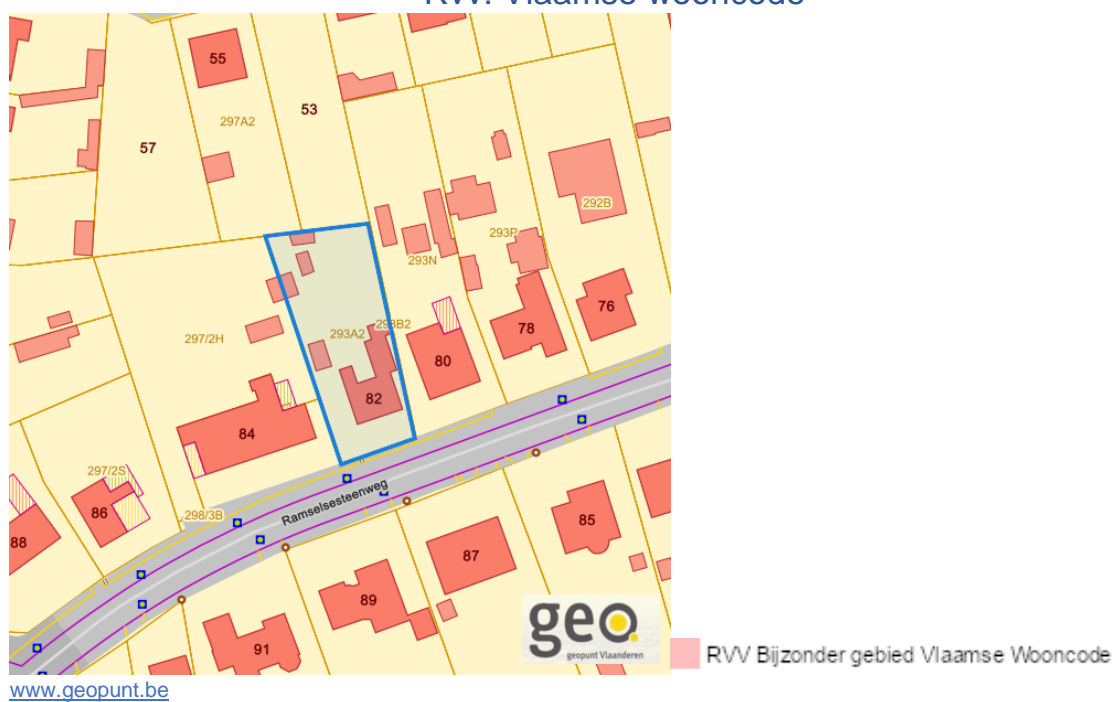 RVV: Vlaamse wooncode
55
53
297A2
57
292B
293P
293N
76
297/2H
293A2
293B2
78
80
82
84
297/2S
86
298/3B
Ramselsesteenweg
88
85
87
89
91
geo
geopunt Vlaanderen
RVV Bijzonder gebied Vlaamse Wooncode
www.geopunt.be